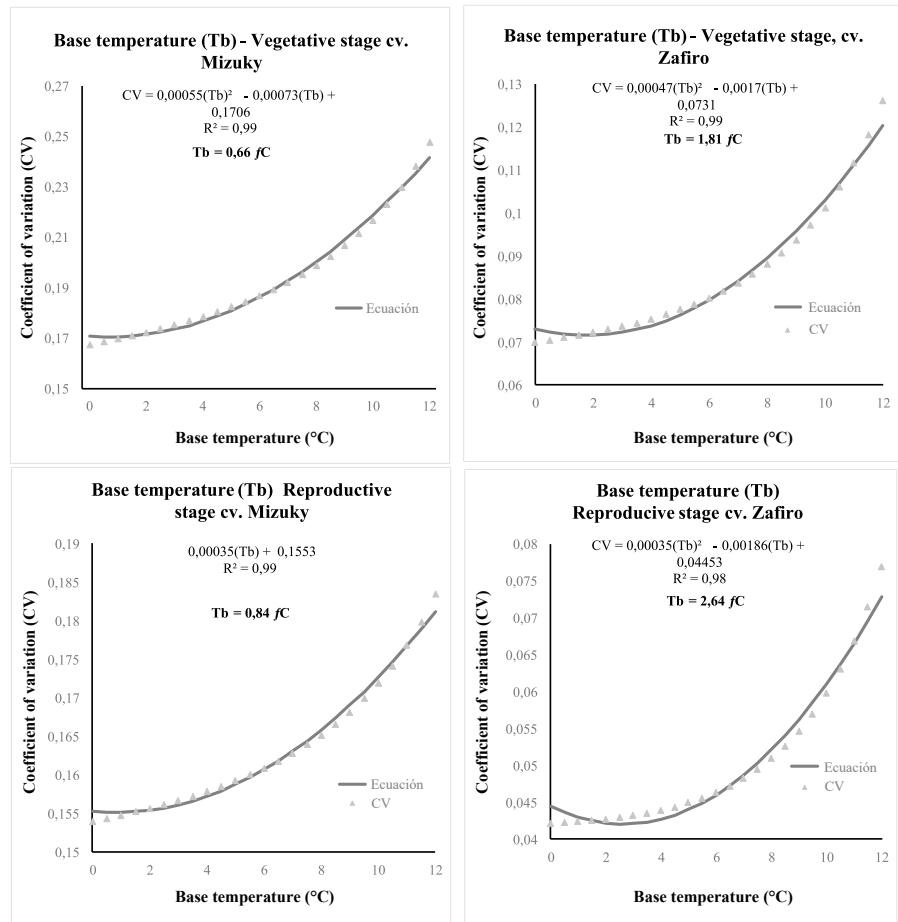 Base temperature (Tb) - Vegetative stage cv.
Mizuky
CV = 0,00055(Tb)² - 0,00073(Tb) +
0,1706
R² = 0,99
Tb = 0,66 ƒC
Coefficient of variation (CV)
0,27
0,25
0,23
0,21
0,19
0,17
0,15
Ecuación
CV
0 2 4 6 8 10 12
Base temperature (°C)
Base temperature (Tb) - Vegetative stage, cv.
Zafiro
CV = 0,00047(Tb)² - 0,0017(Tb) +
0,0731
R² = 0,99
Tb = 1,81 ƒC
Coefficient of variation (CV)
0,13
0,12
0,11
0,1
0,09
0,08
0,07
0,06
Ecuación
CV
0 2 4 6 8 10 12
Base temperature (°C)
Base temperature (Tb) Reproductive
stage cv. Mizuky
0,00035(Tb) + 0,1553
R² = 0,99
Tb = 0,84 ƒC
Coefficient of variation (CV)
0,19
0,185
0,18
0,175
0,17
0,165
0,16
0,155
0,15
Ecuación
CV
0 2 4 6 8 10 12
Base temperature (°C)
Base temperature (Tb)
Reproducive stage cv. Zafiro
CV = 0,00035(Tb)² - 0,00186(Tb) +
0,04453
R² = 0,98
Tb = 2,64 ƒC
Coefficient of variation (CV)
0,08
0,075
0,07
0,065
0,06
0,055
0,05
0,045
0,04
Ecuación
CV
0 2 4 6 8 10 12
Base temperature (°C)